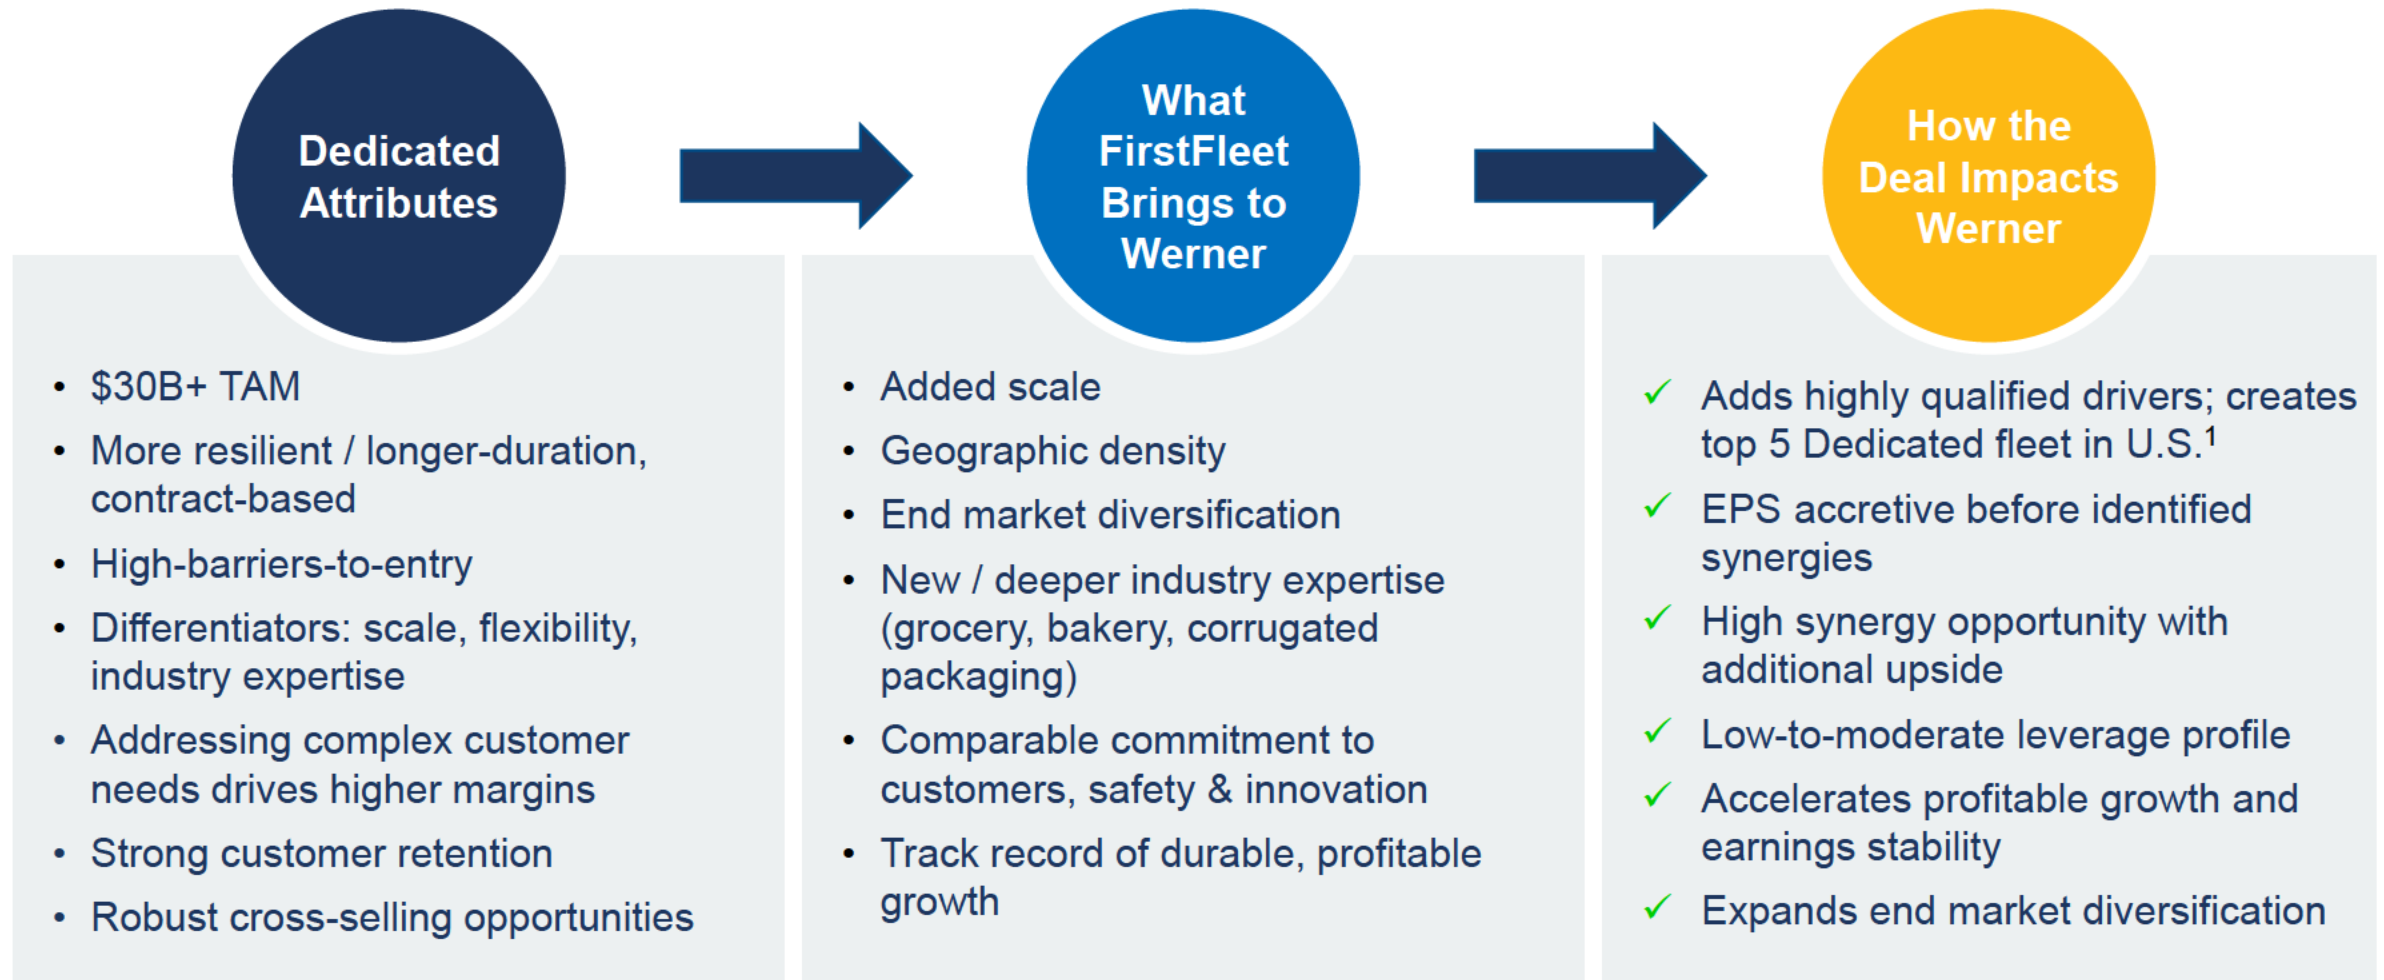 Dedicated
Attributes
$30B+ TAM
More resilient / longer-duration,
contract-based
High-barriers-to-entry
Differentiators: scale, flexibility,
industry expertise
Addressing complex customer
needs drives higher margins
Strong customer retention
Robust cross-selling opportunities
What
FirstFleet
Brings to
Werner
Added scale
Geographic density
End market diversification
New / deeper industry expertise
(grocery, bakery, corrugated
packaging)
Comparable commitment to
customers, safety & innovation
Track record of durable, profitable
growth
How the
Deal Impacts
Werner
Adds highly qualified drivers; creates
top 5 Dedicated fleet in U.S.¹
EPS accretive before identified
synergies
High synergy opportunity with
additional upside
Low-to-moderate leverage profile
Accelerates profitable growth and
earnings stability
Expands end market diversification